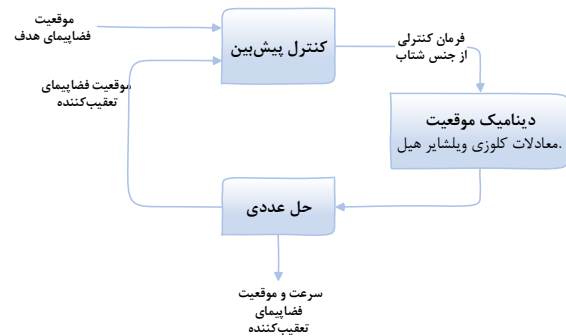 موقعیت
فضاپیمای هدف
کنترل پیش‌بین
فرمان کنترلی
از جنس شتاب
موقعیت فضاپیمای
تعقیب‌کننده
دینامیک موقعیت
معادلات کلوزی ویلشایر هیل.
حل عددی
سرعت و موقعیت
فضاپیمای
تعقیب‌کننده